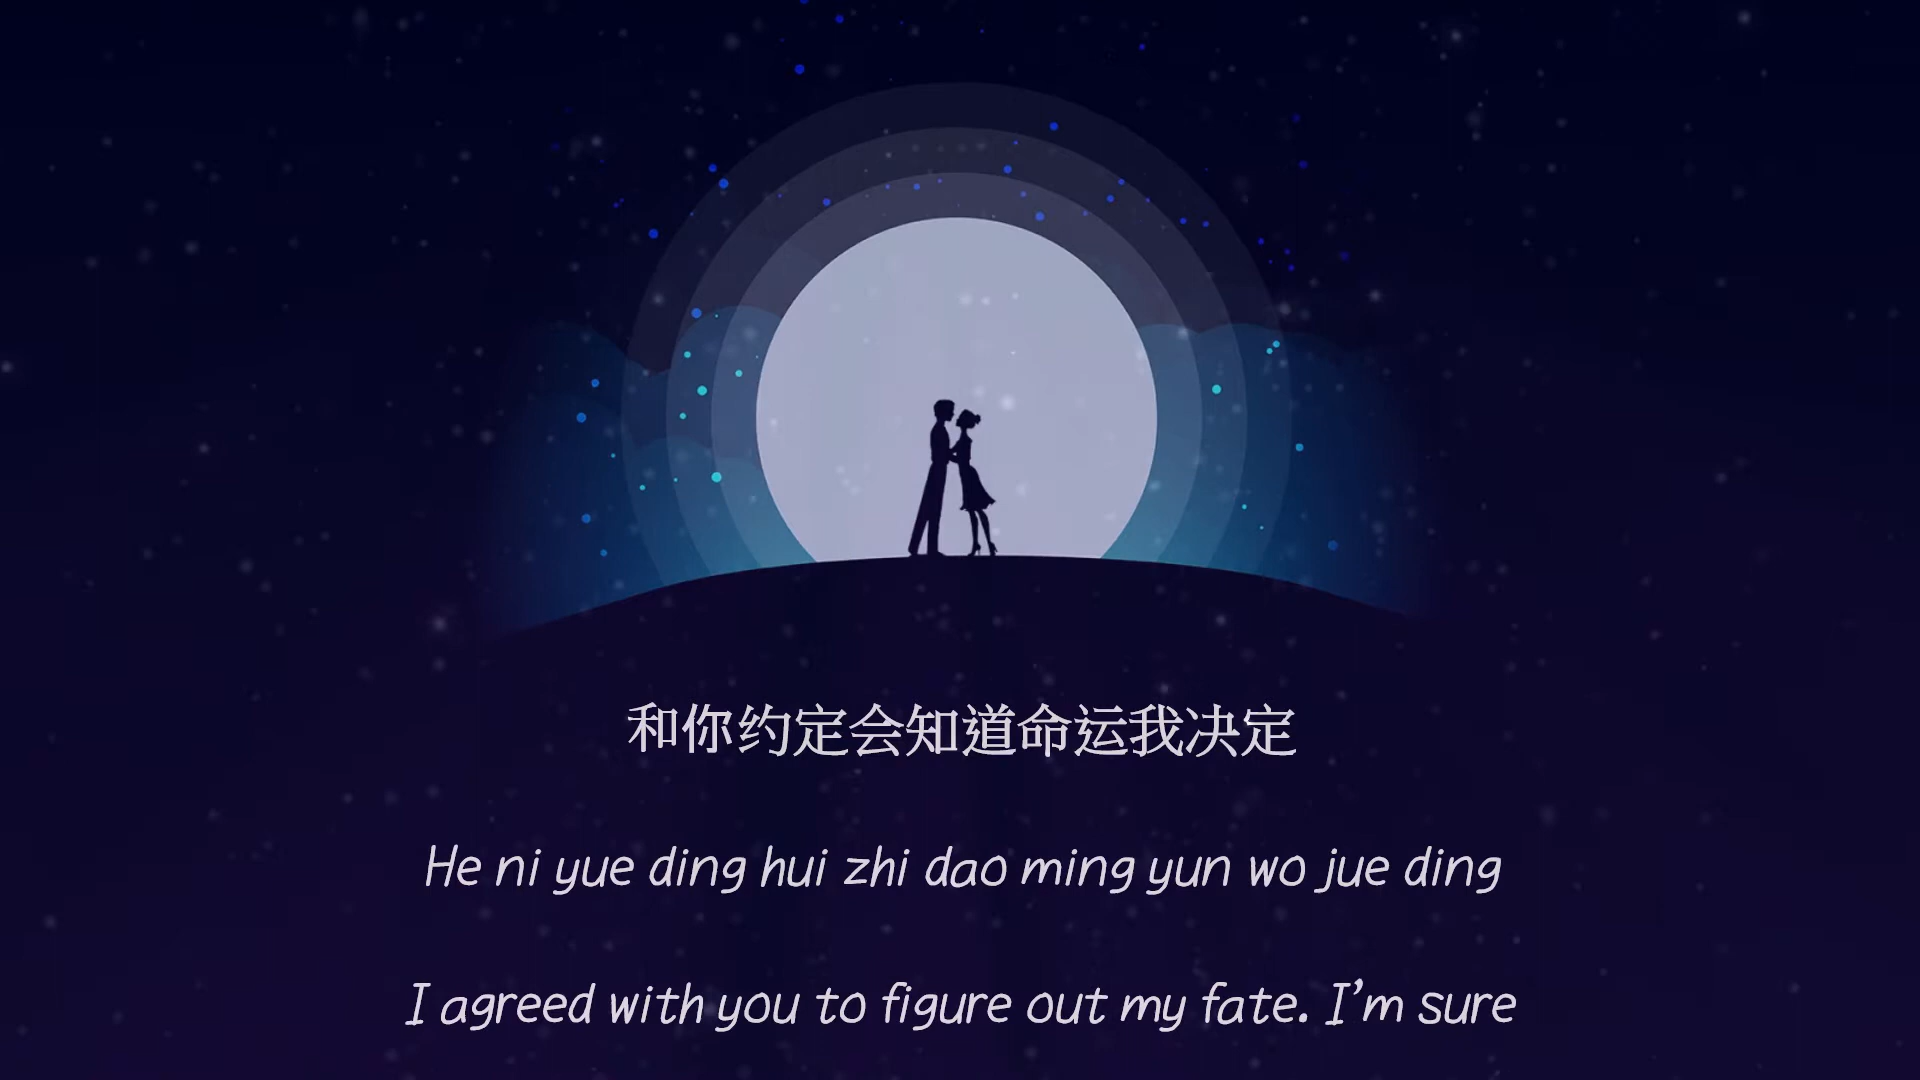 和你约定会知道命运我决定
He ni yue ding hui zhi dao ming yun wo jue ding
I agreed with you to figure out my fate. I'm sure